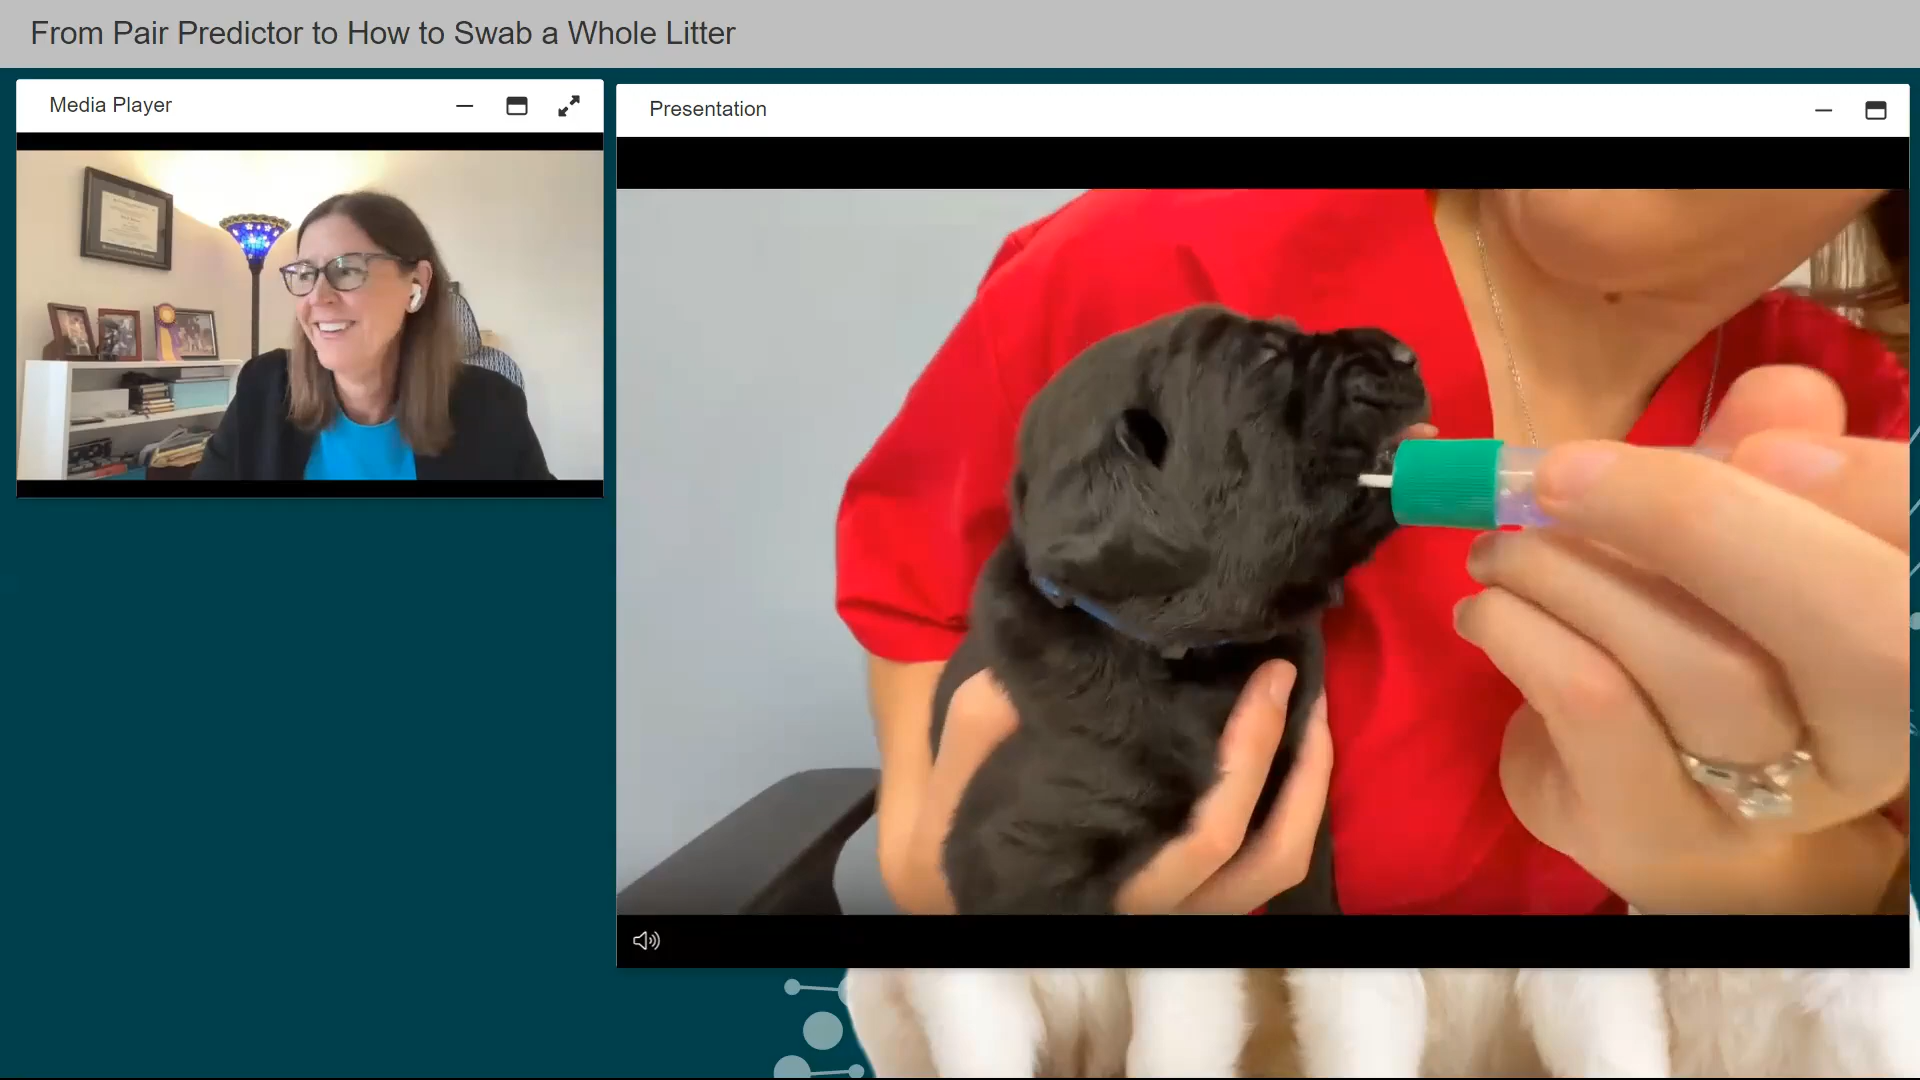 From Pair Predictor to How to Swab a Whole Litter
Media Player
Presentation